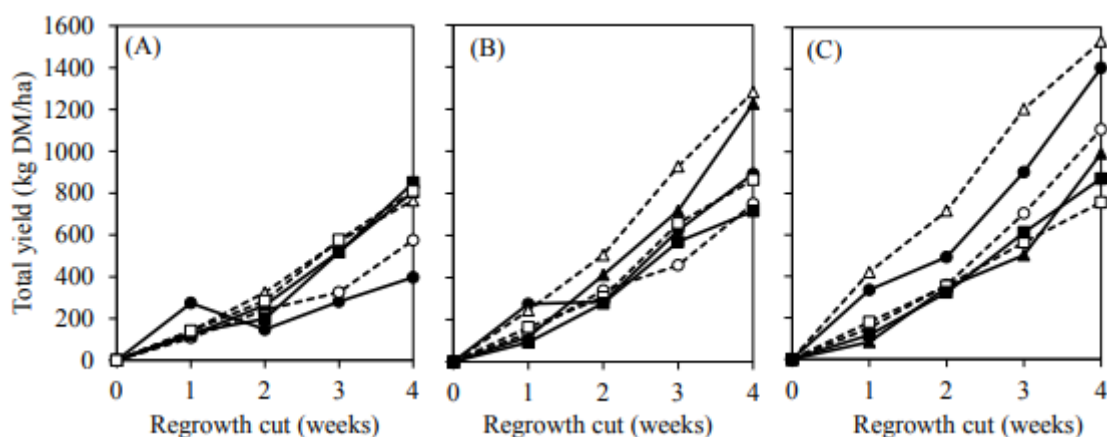 Total yield (kg DM/ha)
1600
1400
1200
1000
800
600
400
200
0
(A)
(B)
(C)
0 1 2 3 4
0 1 2 3 4
0 1 2 3 4
Regrowth cut (weeks)
Regrowth cut (weeks)
Regrowth cut (weeks)